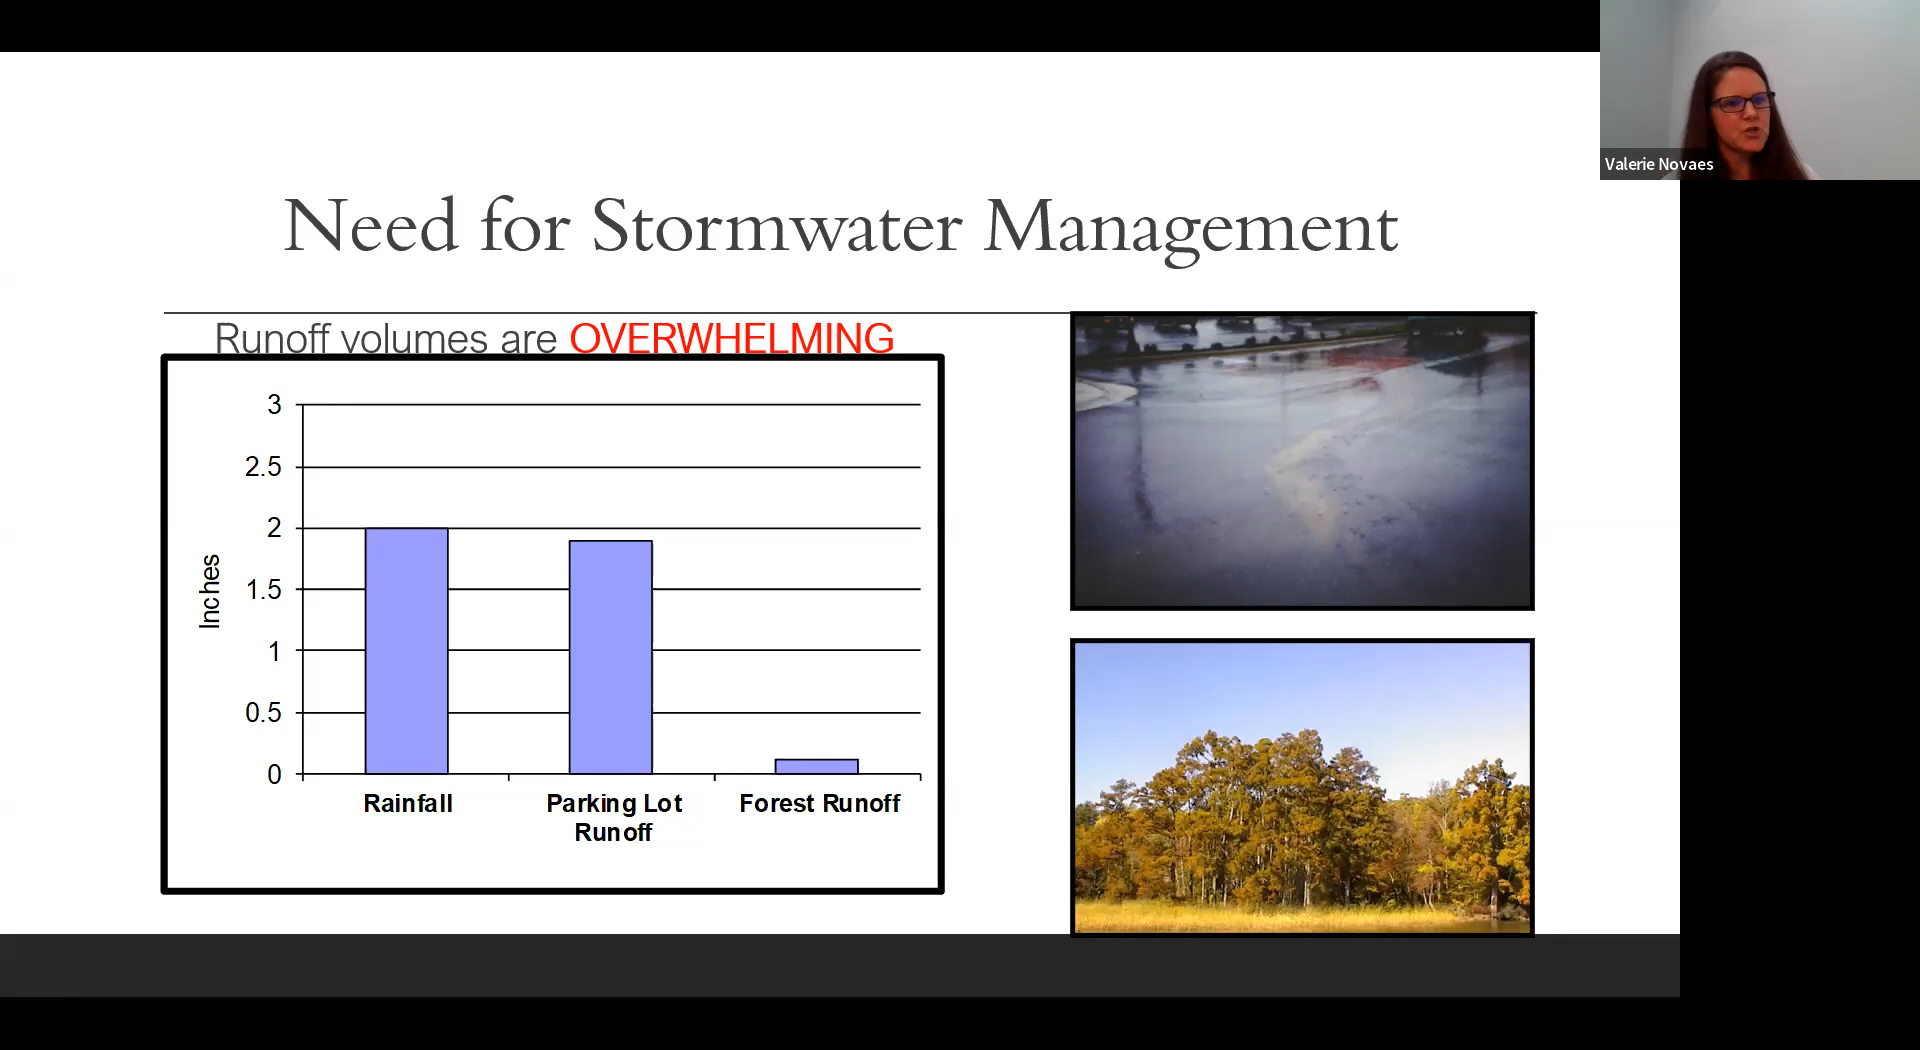 Valerie Novaes
Need for Stormwater Management
Runoff volumes are OVERWHELMING
3
2.5
2
1.5
1
0.5
0
Inches
Rainfall
Parking Lot
Runoff
Forest Runoff